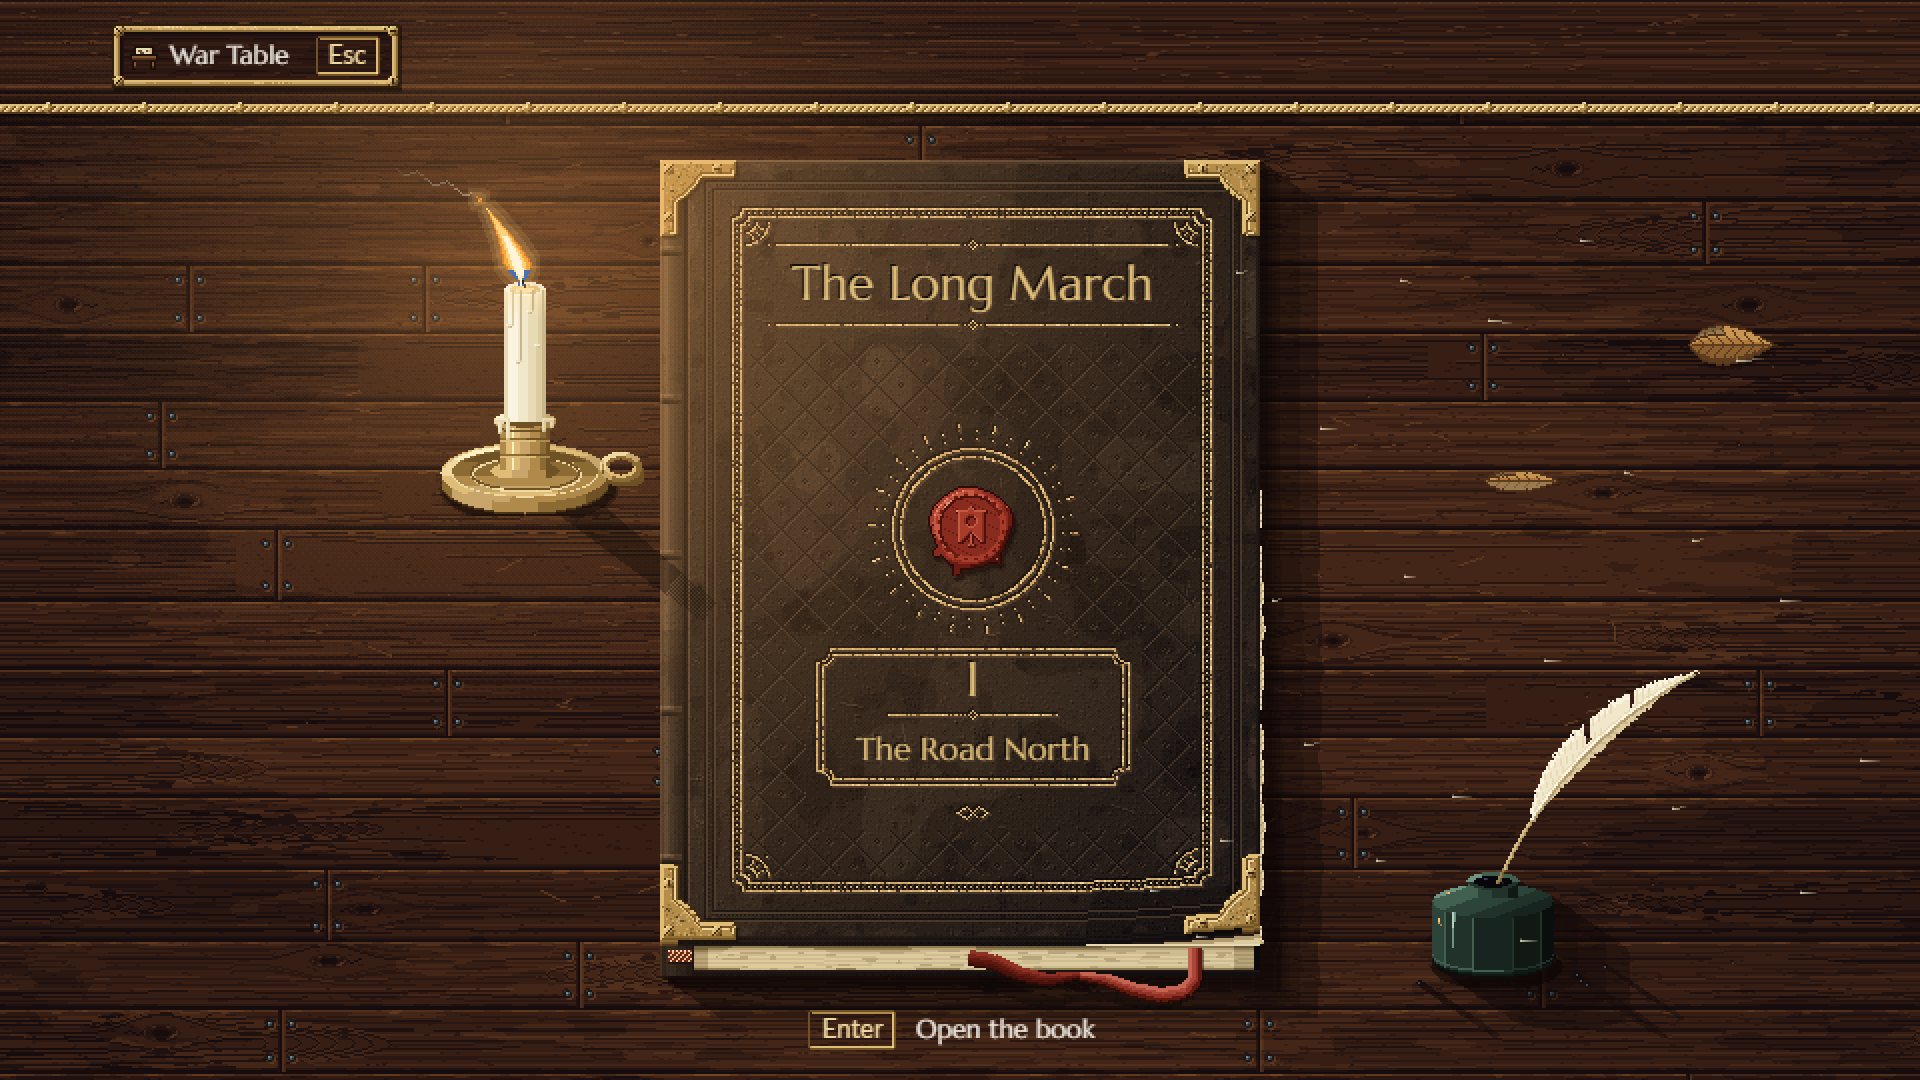 War Table Esc
The Long March
I
The Road North
Enter Open the book